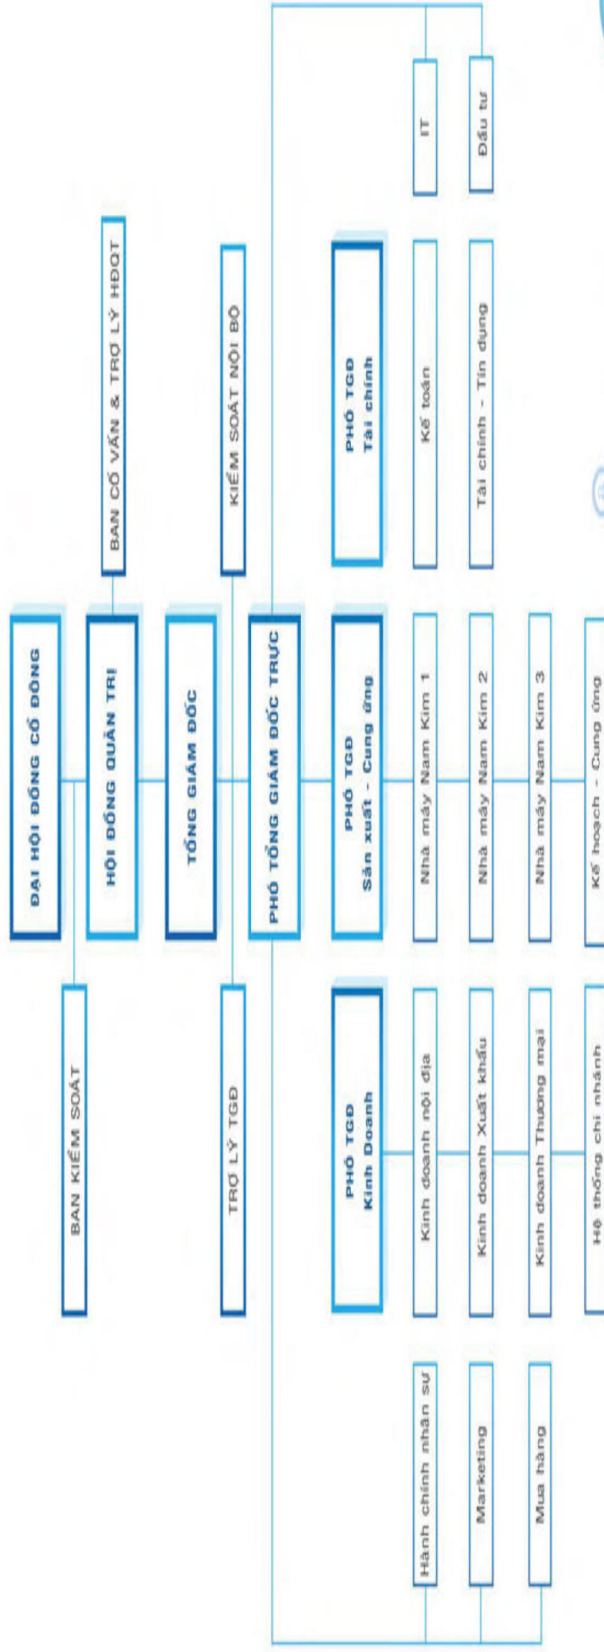 ĐẠI HỘI ĐỒNG CỔ ĐÔNG
BAN KIỂM SOÁT
HỘI ĐỒNG QUẢN TRỊ
BAN CỐ VẤN & TRỢ LÝ HĐQT
TỔNG GIÁM ĐỐC
TRỢ LÝ TGĐ
KIỂM SOÁT NỘI BỘ
PHÓ TỔNG GIÁM ĐỐC TRỰC
PHÓ TGĐ
Kinh Doanh
PHÓ TGĐ
Sản xuất - Cung ứng
PHÓ TGĐ
Tài chính
Hành chính nhân sự
Kinh doanh nội địa
Nhà máy Nam Kim 1
Kế toán
IT
Marketing
Kinh doanh Xuất khẩu
Nhà máy Nam Kim 2
Tài chính - Tín dụng
Đầu tư
Mua hàng
Kinh doanh Thương mại
Nhà máy Nam Kim 3
Hệ thống chi nhánh
Kế hoạch - Cung ứng